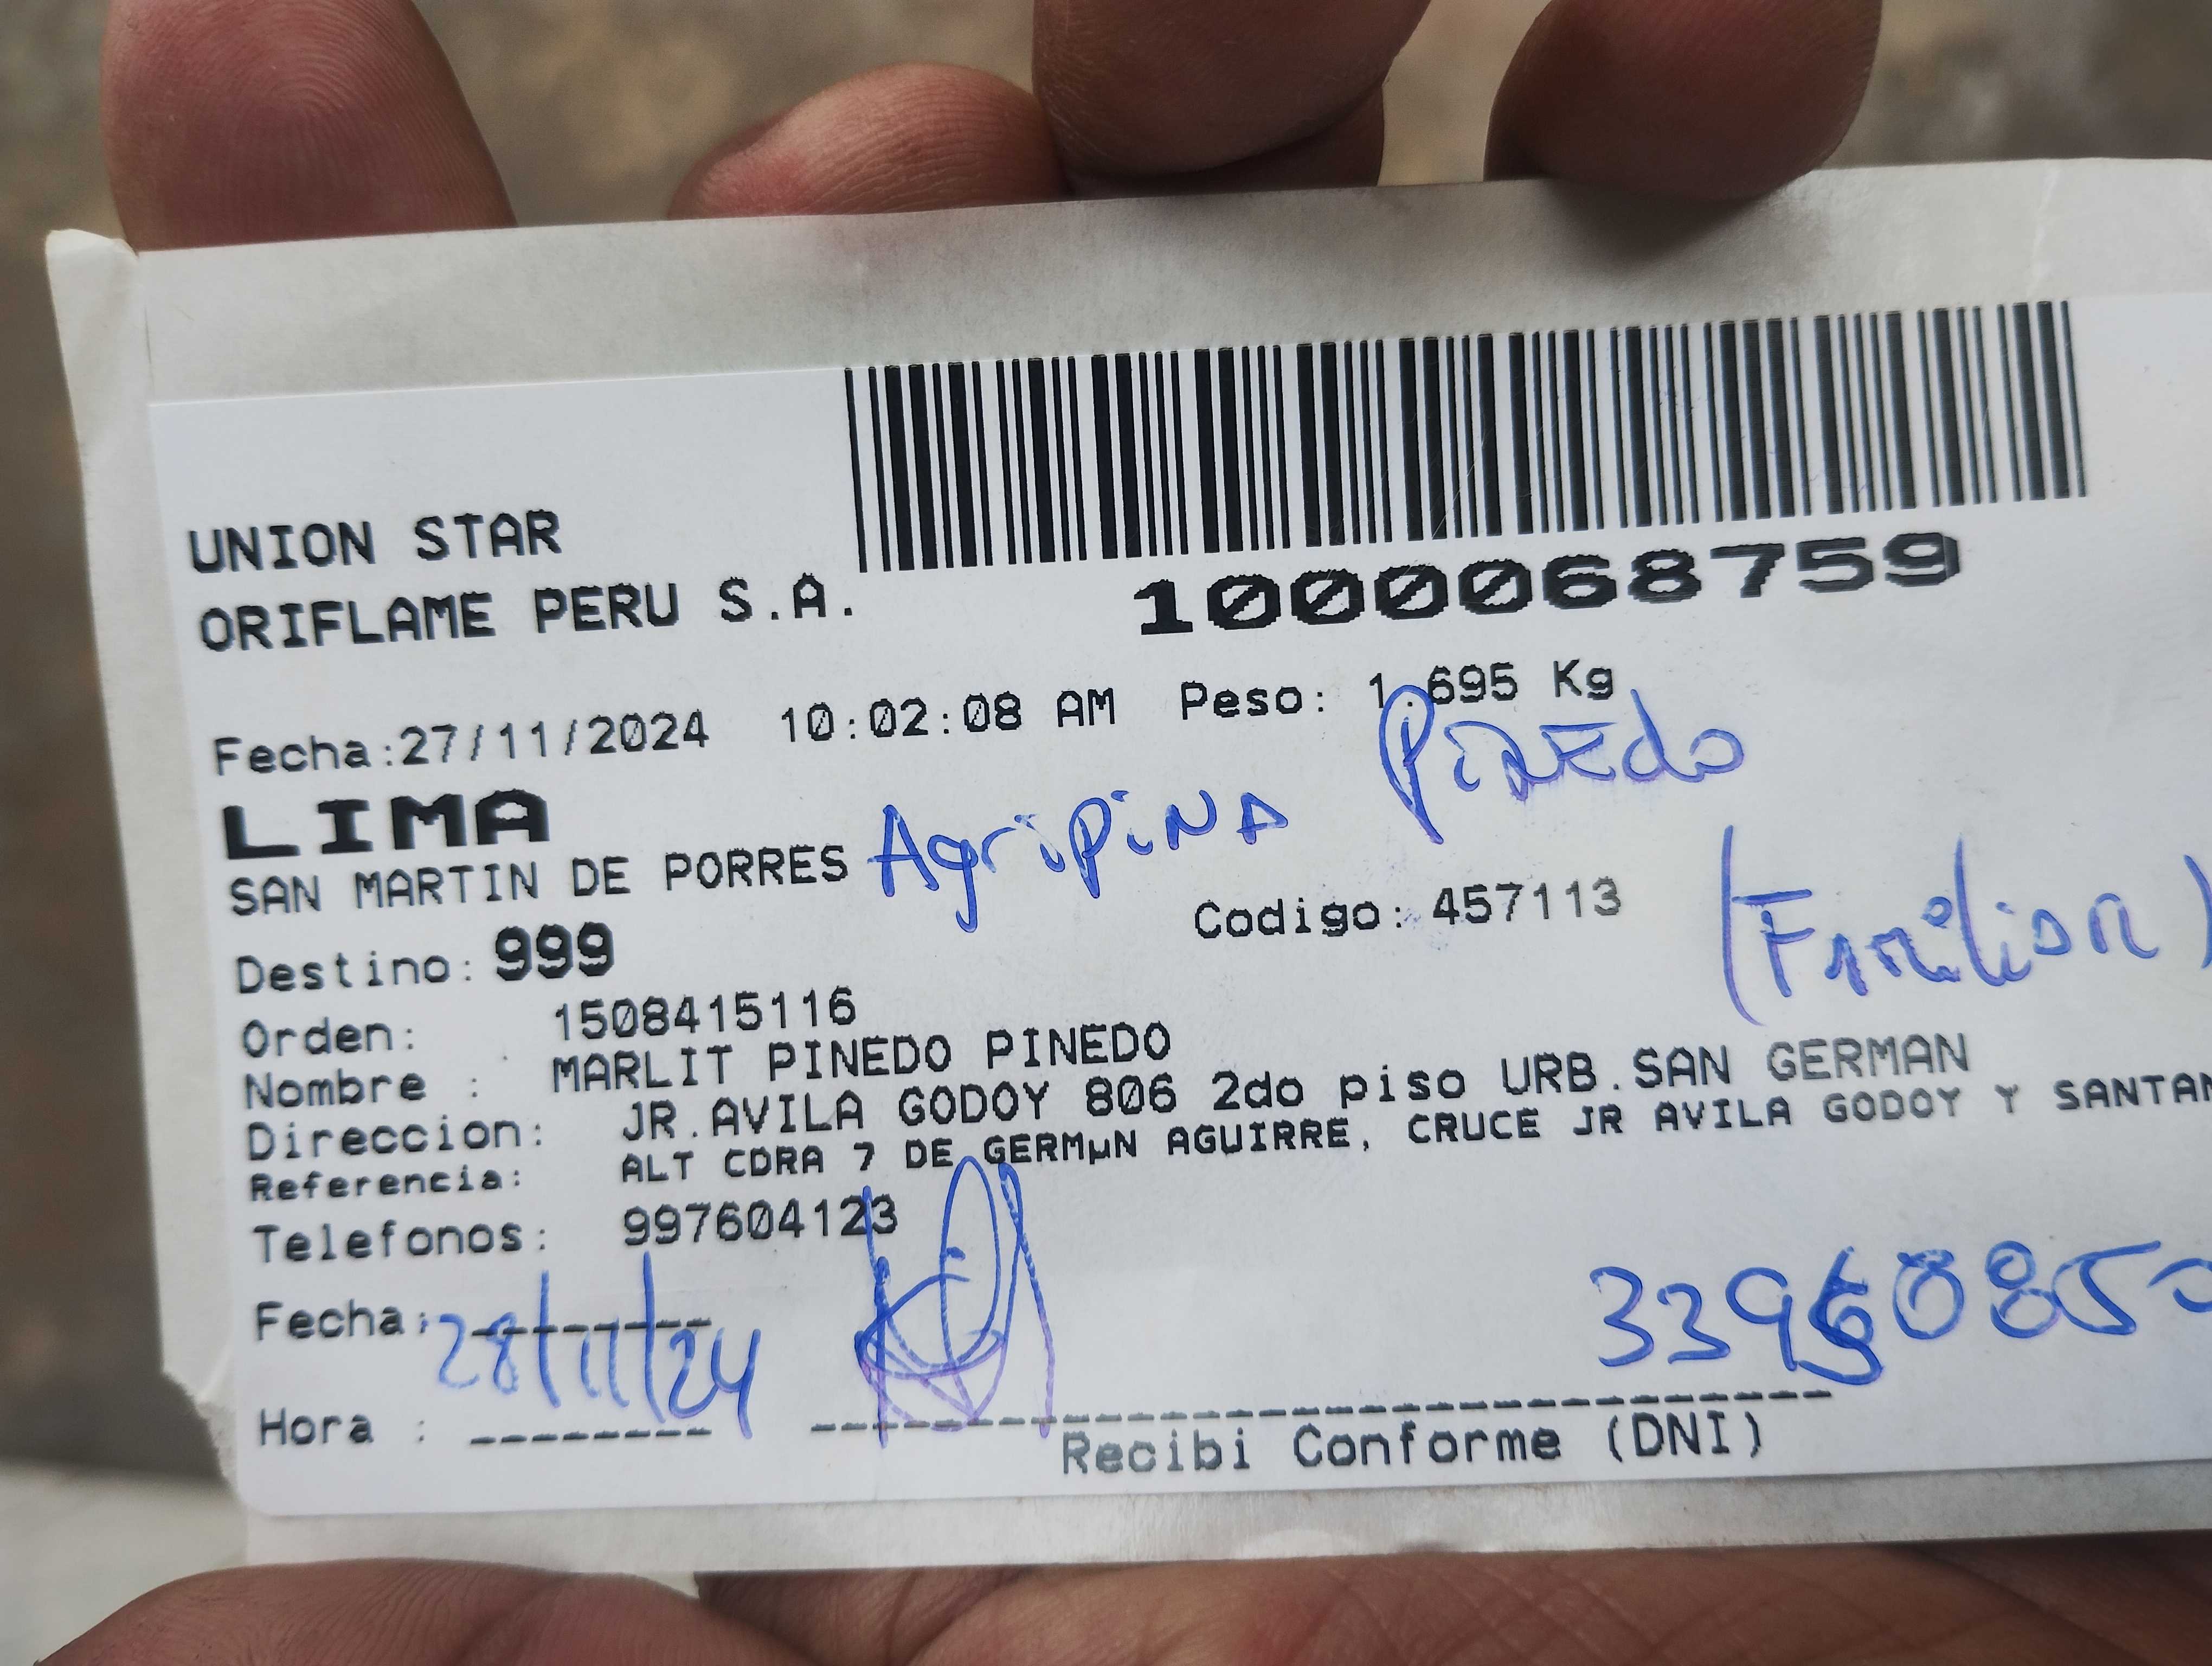 UNION STAR
ORIFLAME PERU S.A.
1000068759
Fecha:27/11/2024 10:02:08 AM Peso: 1.695 Kg
LIMA
Agripina Pinedo
SAN MARTIN DE PORRES
(Familiar)
Destino: 999 Codigo: 457113
Orden: 1508415116
Nombre : MARLIT PINEDO PINEDO
Direccion: JR.AVILA GODOY 806 2do piso URB.SAN GERMAN
Referencia: ALT CDRA 7 DE GERMµN AGUIRRE, CRUCE JR AVILA GODOY Y SANTAN
Telefonos: 997604123
Fecha: 28/11/24
Hora :
Recibi Conforme (DNI)